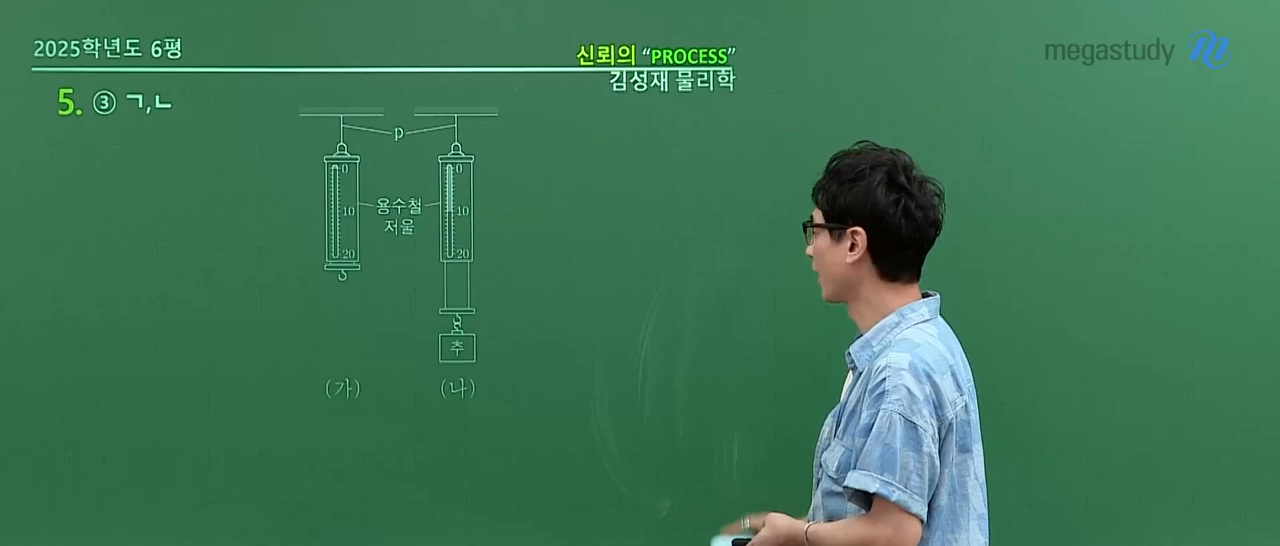 2025학년도 6평
신뢰의 “PROCESS”
김성재 물리학
megastudy
5. ③ ㄱ,ㄴ
p
0
0
용수철
저울
10
10
20
20
추
(가)
(나)